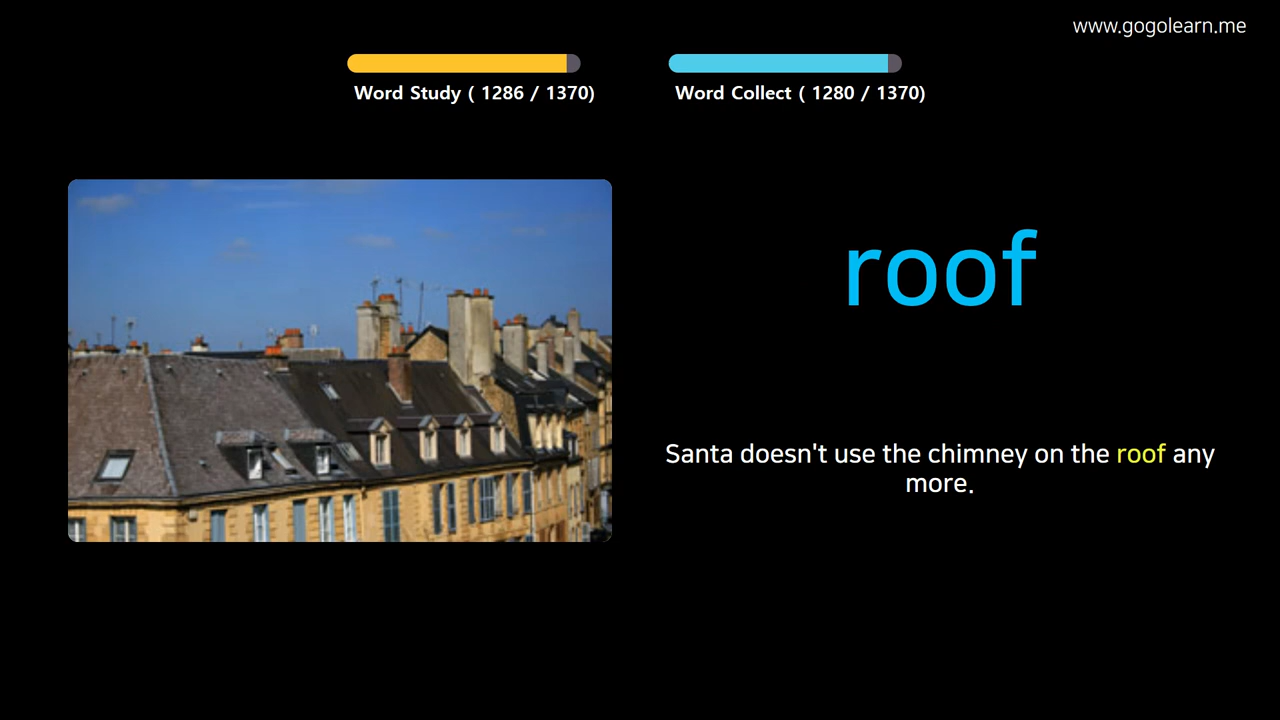 www.gogolearn.me
Word Study ( 1286 / 1370)
Word Collect ( 1280 / 1370)
roof
Santa doesn't use the chimney on the roof any
more.